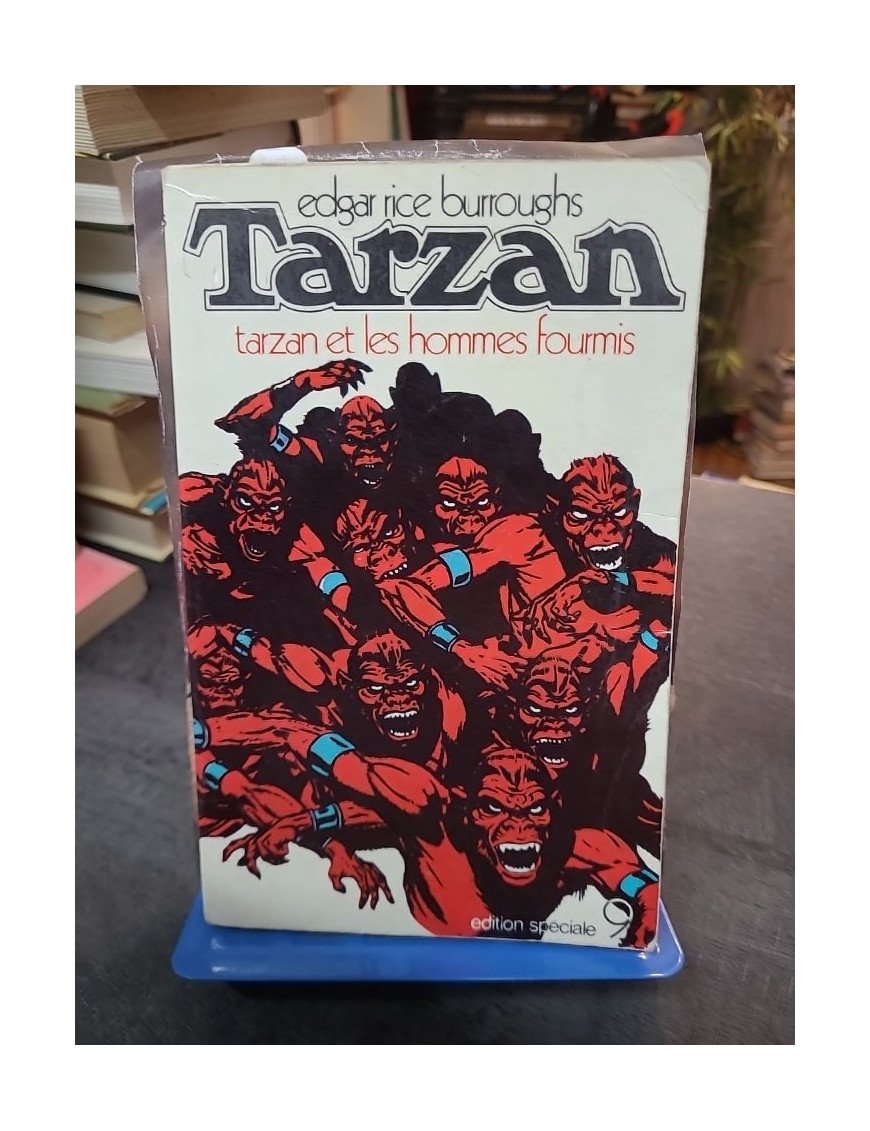 edgar rice burroughs
Tarzan
tarzan et les hommes fourmis
edition speciale 9